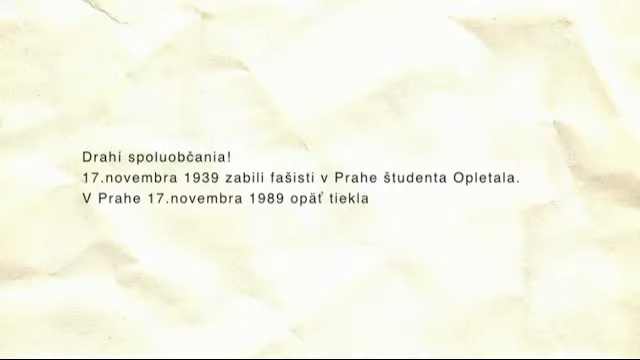 Drahí spoluobčania!
17.novembra 1939 zabili fašisti v Prahe študenta Opletala.
V Prahe 17.novembra 1989 opäť tiekla